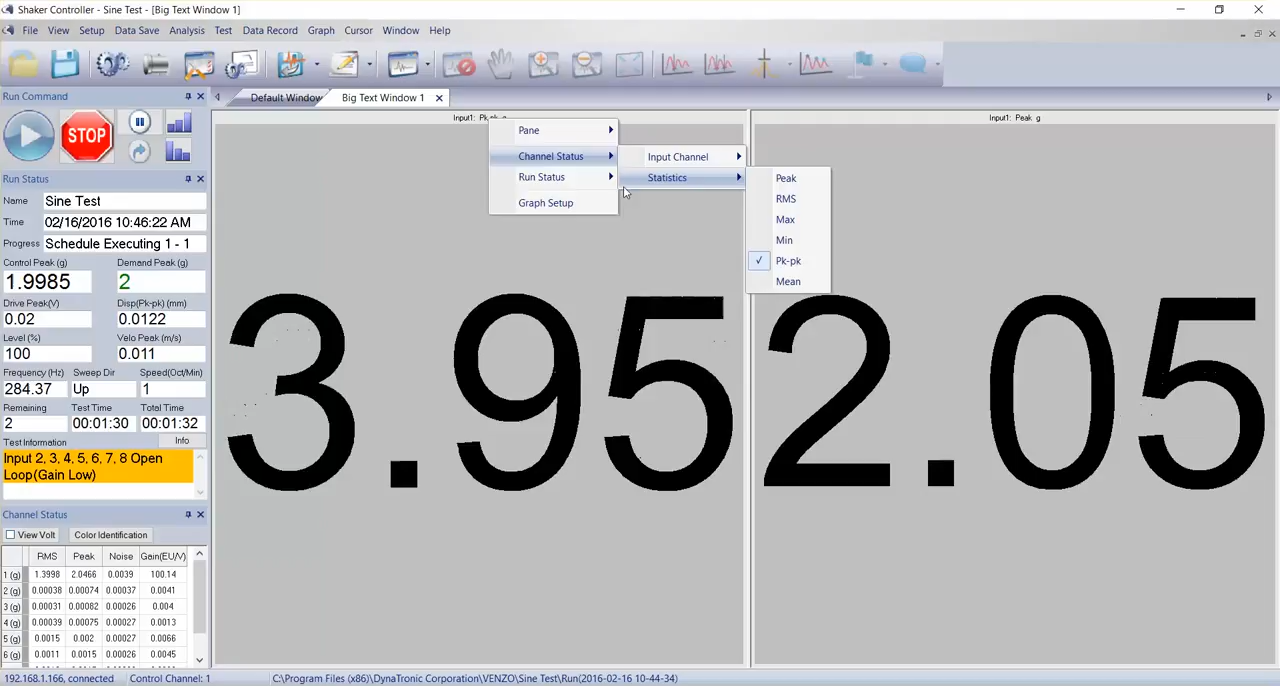 Shaker Controller - Sine Test - [Big Text Window 1]
File View Setup Data Save Analysis Test Data Record Graph Cursor Window Help
Run Command
Default Window Big Text Window 1
STOP
Run Status
Name Sine Test
Time 02/16/2016 10:46:22 AM
Progress Schedule Executing 1 - 1
Control Peak (g) Demand Peak (g)
1.9985 2
Drive Peak(V) Disp(Pk-pk) (mm)
0.02 0.0122
Level (%) Velo Peak (m/s)
100 0.011
Frequency (Hz) Sweep Dir Speed(Oct/Min)
284.37 Up 1
Remaining Test Time Total Time
2 00:01:30 00:01:32
Test Information Info
Input 2, 3, 4, 5, 6, 7, 8 Open
Loop(Gain Low)
Channel Status
View Volt Color Identification
RMS Peak Noise Gain(EU/V)
1 (g) 1.3998 2.0466 0.0039 100.14
2 (g) 0.00038 0.00074 0.00037 0.0041
3 (g) 0.00031 0.00082 0.00026 0.004
4 (g) 0.00039 0.00075 0.00027 0.0013
5 (g) 0.0015 0.002 0.00027 0.0066
6 (g) 0.0011 0.0015 0.00026 0.0045
Input1: Pk-pk g
Pane
Channel Status
Run Status
Graph Setup
Input Channel
Statistics
Peak
RMS
Max
Min
✓ Pk-pk
Mean
3.95
Input1: Peak g
2.05
192.168.1.166, connected Control Channel: 1 C:\Program Files (x86)\DynaTronic Corporation\VENZO\Sine Test\Run(2016-02-16 10-44-34)